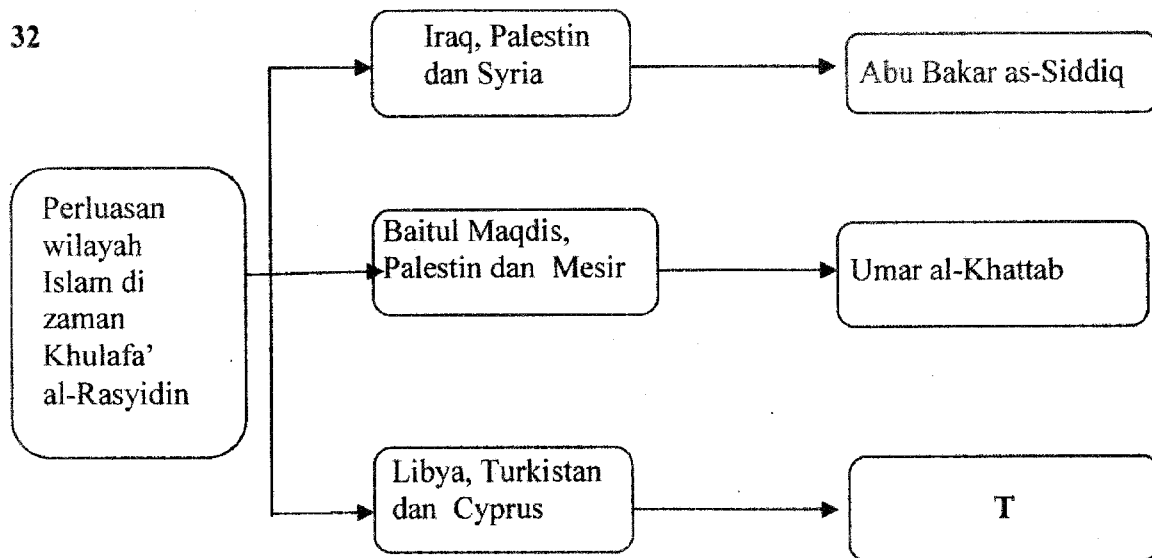 32
Iraq, Palestin
dan Syria
Abu Bakar as-Siddiq
Perluasan
wilayah
Islam di
zaman
Khulafa'
al-Rasyidin
Baitul Maqdis,
Palestin dan Mesir
Umar al-Khattab
Libya, Turkistan
dan Cyprus
T